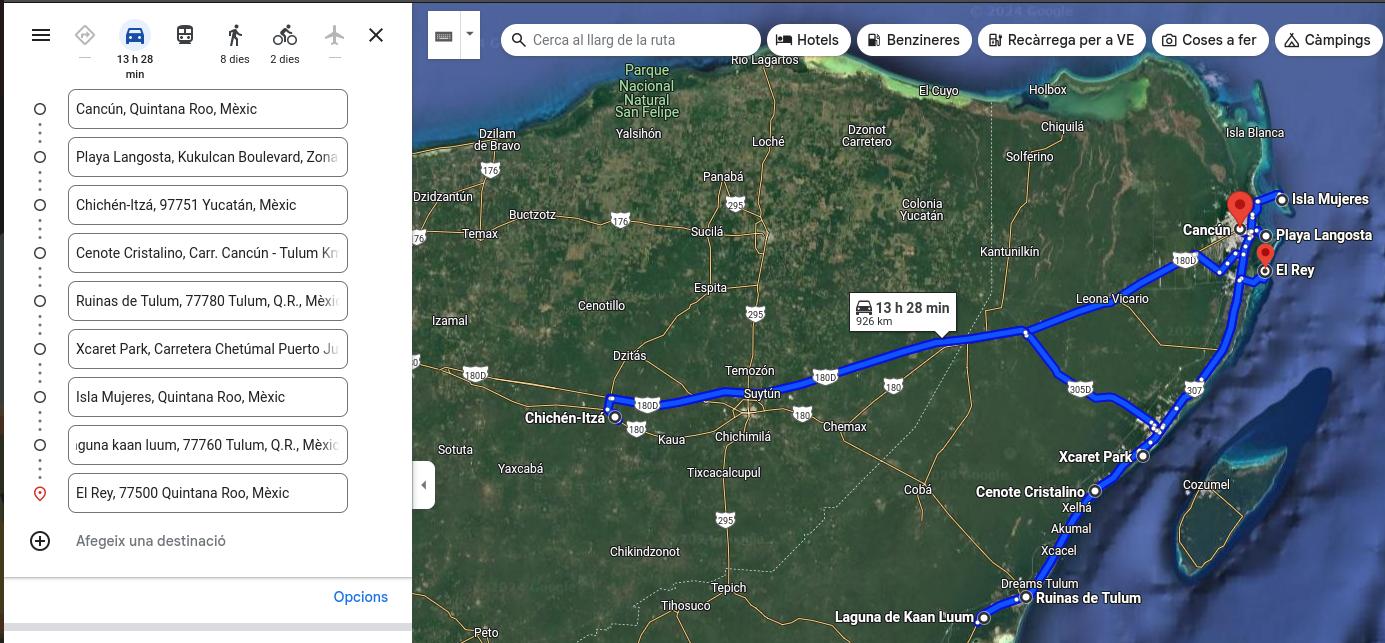 13 h 28
min
8 dies
2 dies
Cancún, Quintana Roo, Mèxic
Playa Langosta, Kukulcan Boulevard, Zona
Chichén-Itzá, 97751 Yucatán, Mèxic
Cenote Cristalino, Carr. Cancún - Tulum Km
Ruinas de Tulum, 77780 Tulum, Q.R., Mèxic
Xcaret Park, Carretera Chetúmal Puerto Ju
Isla Mujeres, Quintana Roo, Mèxic
aguna kaan luum, 77760 Tulum, Q.R., Mèxic
El Rey, 77500 Quintana Roo, Mèxic
Afegeix una destinació
Opcions
© 2024 Google
Cerca al llarg de la ruta
Hotels
Benzineres
Recàrrega per a VE
Coses a fer
Càmpings
Río Lagartos
Parque
Nacional
Natural
San Felipe
El Cuyo
Holbox
Dzilam
de Bravo
Yalsihón
Loché
Dzonot
Carretero
Chiquilá
Isla Blanca
Solferino
176
Panabá
Dzidzantún
295
Colonia
Yucatán
Isla Mujeres
Buctzotz
176
Temax
76
Sucilá
Cancún
Playa Langosta
Kantunilkín
180D
El Rey
Espita
Cenotillo
Leona Vicario
Izamal
295
13 h 28 min
926 km
Dzitás
180D
Temozón
180D
180
305D
307
Suytún
180D
Chichén-Itzá
180
180
Kaua
Chichimilá
Chemax
Sotuta
Yaxcabá
Tixcacalcupul
Xcaret Park
Cobá
Cenote Cristalino
Cozumel
Xelhá
295
Akumal
Chikindzonot
Xcacel
Tepich
Dreams Tulum
Ruinas de Tulum
Tihosuco
Laguna de Kaan Luum
Peto